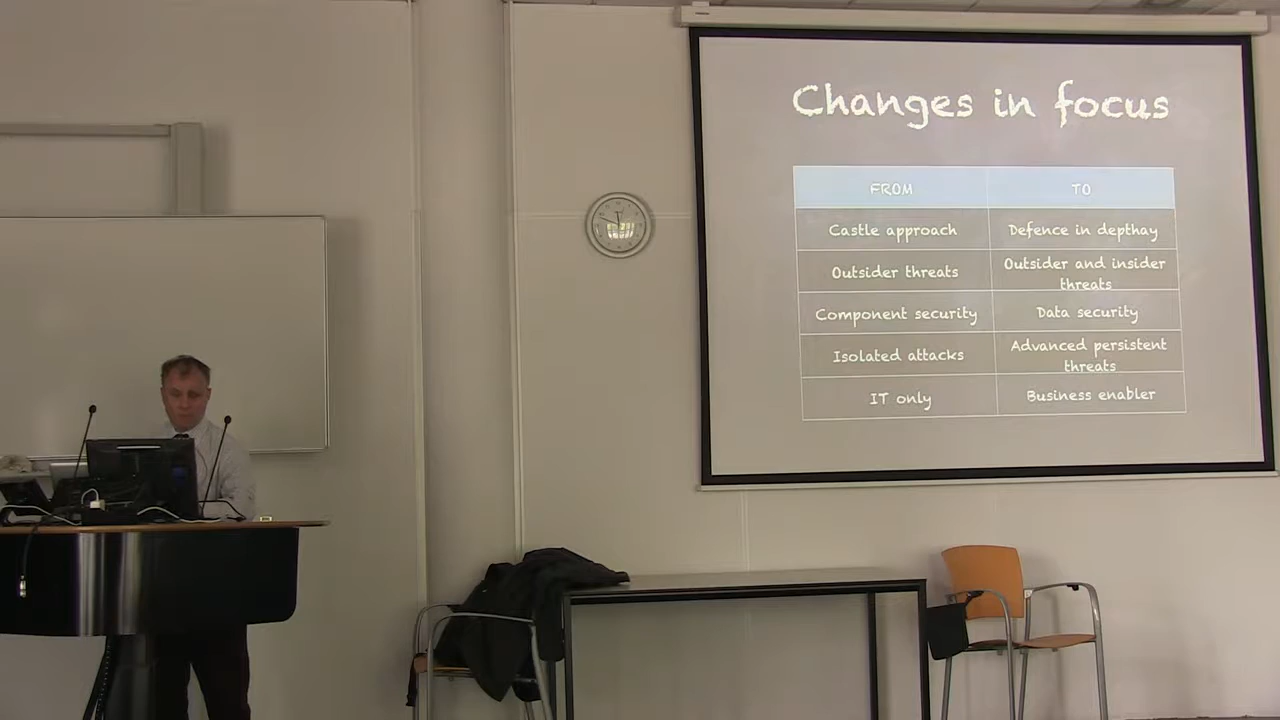 Changes in focus
FROM TO
Castle approach Defence in depthay
Outsider threats Outsider and insider
threats
Component security Data security
Isolated attacks Advanced persistent
threats
IT only Business enabler